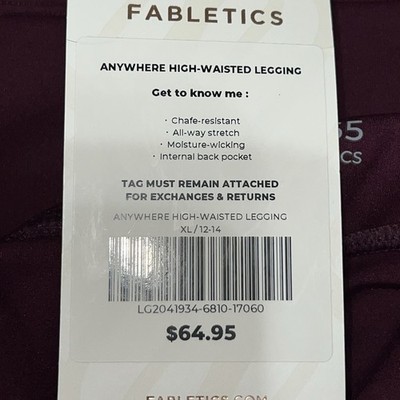 FABLETICS
ANYWHERE HIGH-WAISTED LEGGING
Get to know me :
· Chafe-resistant
· All-way stretch
· Moisture-wicking
· Internal back pocket
TAG MUST REMAIN ATTACHED
FOR EXCHANGES & RETURNS
ANYWHERE HIGH-WAISTED LEGGING
XL / 12-14
LG2041934-6810-17060
$64.95
FABLETICS.COM